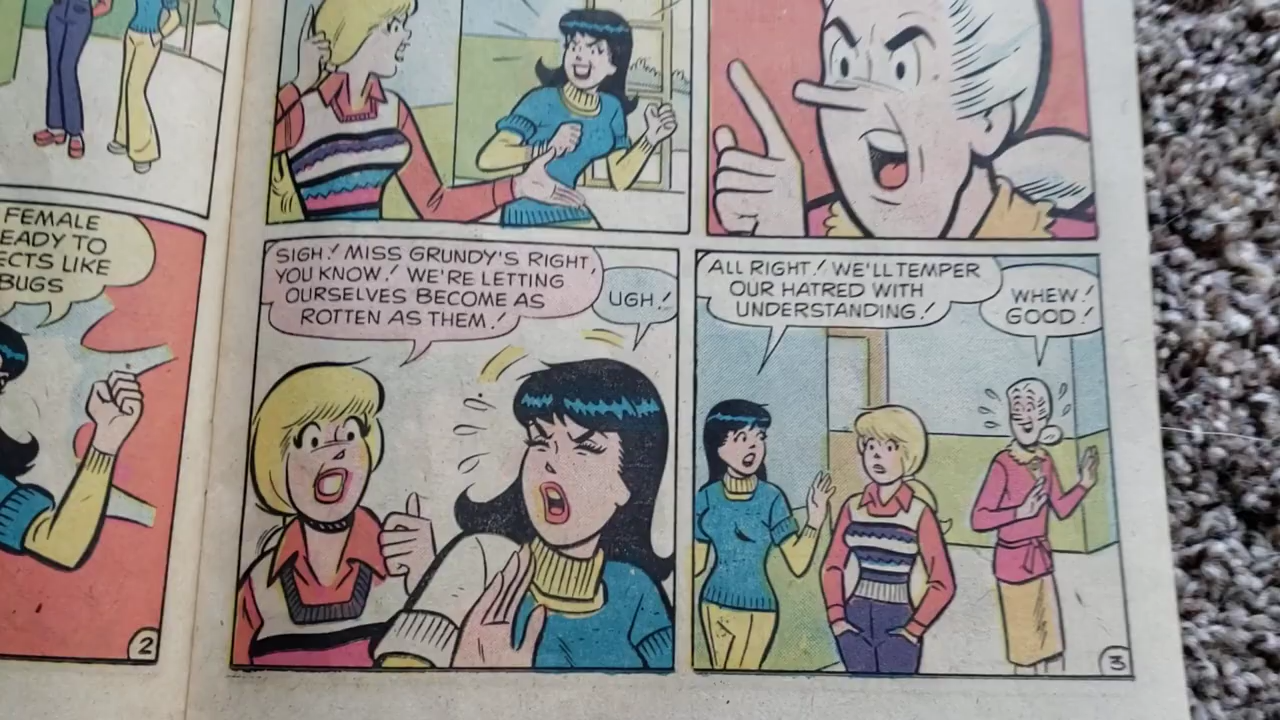 FEMALE
EADY TO
ECTS LIKE
BUGS
2
SIGH! MISS GRUNDY'S RIGHT,
YOU KNOW! WE'RE LETTING
OURSELVES BECOME AS
ROTTEN AS THEM!
UGH!
ALL RIGHT! WE'LL TEMPER
OUR HATRED WITH
UNDERSTANDING!
WHEW!
GOOD!
3